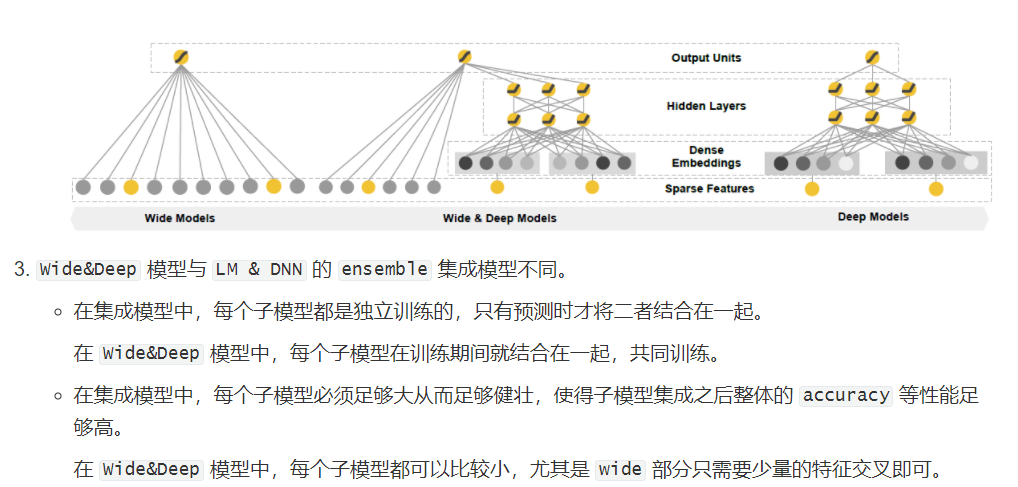 Output Units
Hidden Layers
Dense
Embeddings
Sparse Features
Wide Models
Wide & Deep Models
Deep Models
3. Wide&Deep 模型与 LM & DNN 的 ensemble 集成模型不同。
在集成模型中，每个子模型都是独立训练的，只有预测时才将二者结合在一起。
在 Wide&Deep 模型中，每个子模型在训练期间就结合在一起，共同训练。
在集成模型中，每个子模型必须足够大从而足够健壮，使得子模型集成之后整体的 accuracy 等性能足
够高。
在 Wide&Deep 模型中，每个子模型都可以比较小，尤其是 wide 部分只需要少量的特征交叉即可。